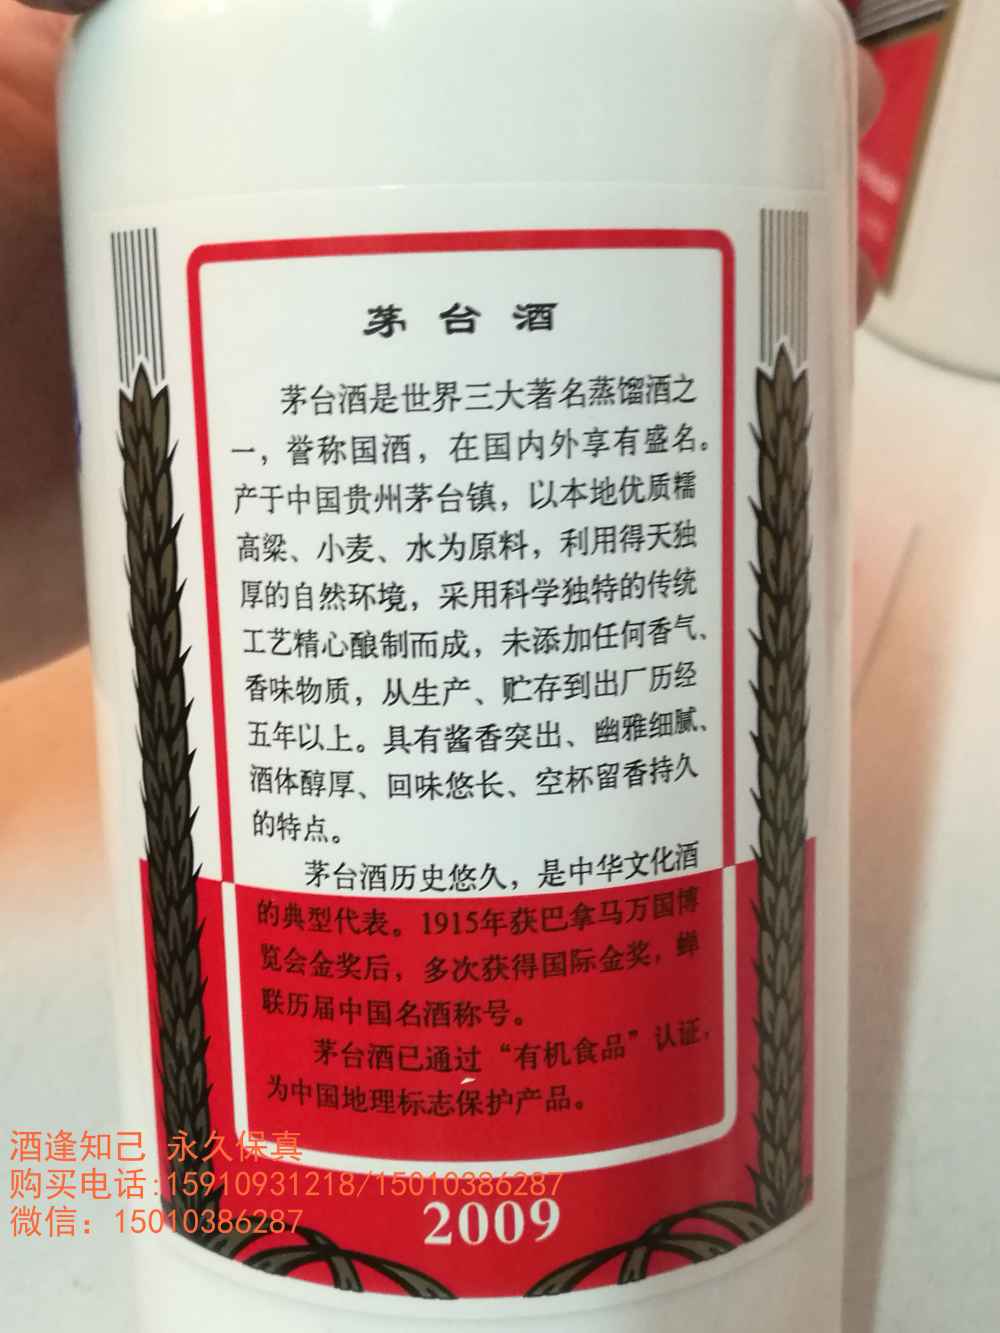 茅台酒
茅台酒是世界三大著名蒸馏酒之
一，誉称国酒，在国内外享有盛名。
产于中国贵州茅台镇，以本地优质糯
高粱、小麦、水为原料，利用得天独
厚的自然环境，采用科学独特的传统
工艺精心酿制而成，未添加任何香气、
香味物质，从生产、贮存到出厂历经
五年以上。具有酱香突出、幽雅细腻、
酒体醇厚、回味悠长、空杯留香持久
的特点。
茅台酒历史悠久，是中华文化酒
的典型代表。1915年获巴拿马万国博
览会金奖后，多次获得国际金奖，蝉
联历届中国名酒称号。
茅台酒已通过“有机食品”认证，
为中国地理标志保护产品。
2009
酒逢知己 永久保真
购买电话:15910931218/15010386287
微信：15010386287